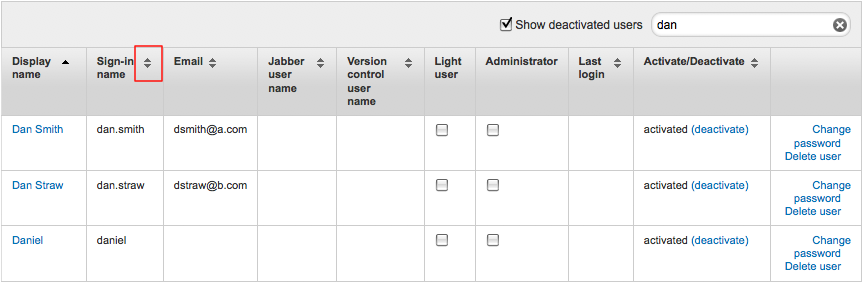 Show deactivated users dan
Display name Sign-in name Email Jabber user name Version control user name Light user Administrator Last login Activate/Deactivate
Dan Smith dan.smith dsmith@a.com activated (deactivate) Change password
Delete user
Dan Straw dan.straw dstraw@b.com activated (deactivate) Change password
Delete user
Daniel daniel activated (deactivate) Change password
Delete user